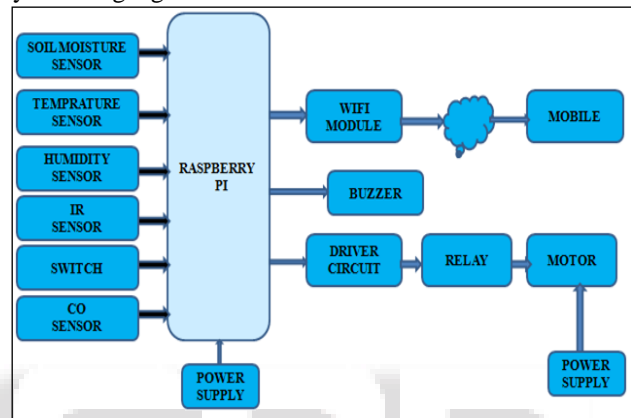 SOIL MOISTURE
SENSOR
TEMPRATURE
SENSOR
HUMIDITY
SENSOR
IR
SENSOR
SWITCH
CO
SENSOR
RASPBERRY
PI
POWER
SUPPLY
WIFI
MODULE
MOBILE
BUZZER
DRIVER
CIRCUIT
RELAY
MOTOR
POWER
SUPPLY